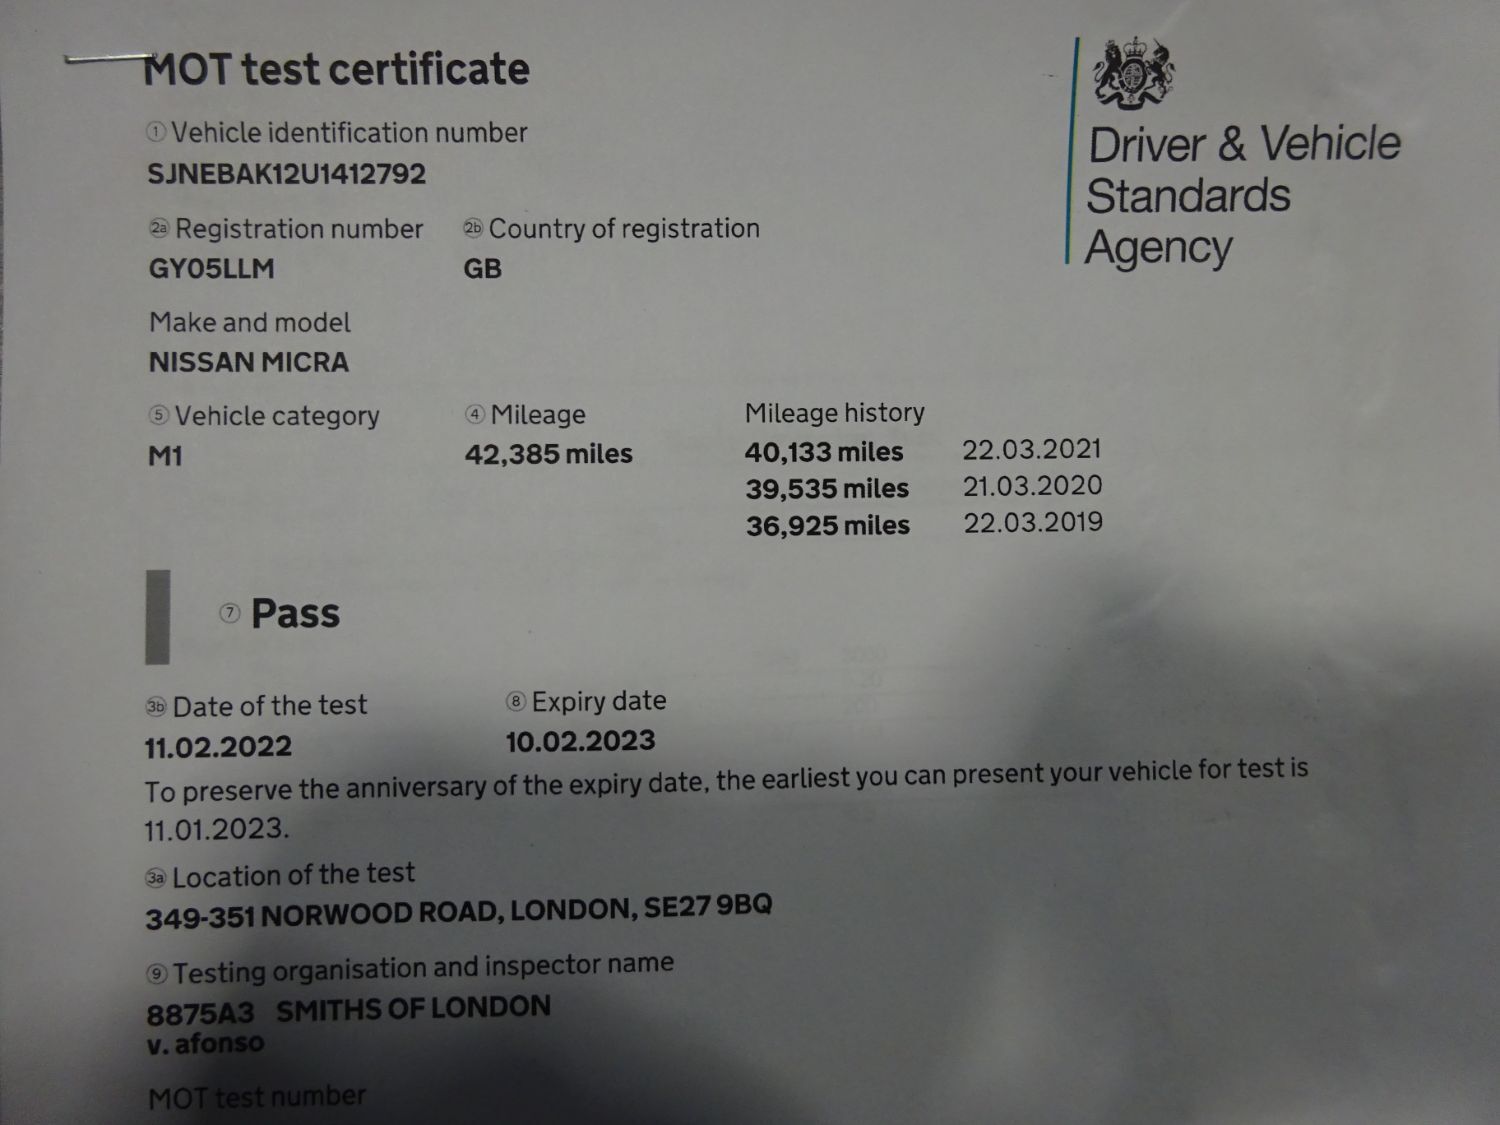 MOT test certificate
① Vehicle identification number
SJNEBAK12U1412792
2a Registration number 2b Country of registration
GY05LLM GB
Make and model
NISSAN MICRA
⑤ Vehicle category ④ Mileage Mileage history
M1 42,385 miles 40,133 miles 22.03.2021
39,535 miles 21.03.2020
36,925 miles 22.03.2019
⑦ Pass
3b Date of the test ⑧ Expiry date
11.02.2022 10.02.2023
To preserve the anniversary of the expiry date, the earliest you can present your vehicle for test is
11.01.2023.
3a Location of the test
349-351 NORWOOD ROAD, LONDON, SE27 9BQ
⑨ Testing organisation and inspector name
8875A3 SMITHS OF LONDON
v. afonso
MOT test number
Driver & Vehicle
Standards
Agency